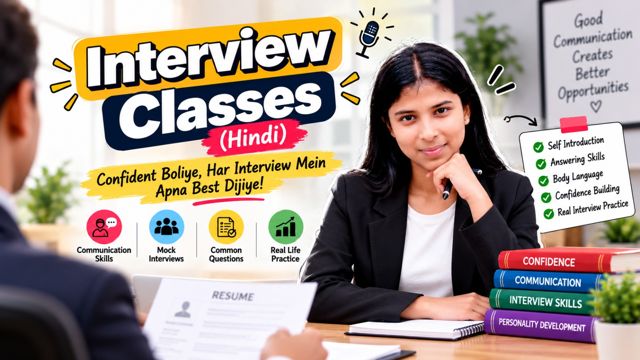 Interview
Classes
(Hindi)
Confident Boliye, Har Interview Mein
Apna Best Dijiye!
Communication
Skills
Mock
Interviews
Common
Questions
Real Life
Practice
RESUME
Good
Communication
Creates
Better
Opportunities
Self Introduction
Answering Skills
Body Language
Confidence Building
Real Interview Practice
CONFIDENCE
COMMUNICATION
INTERVIEW SKILLS
PERSONALITY DEVELOPMENT